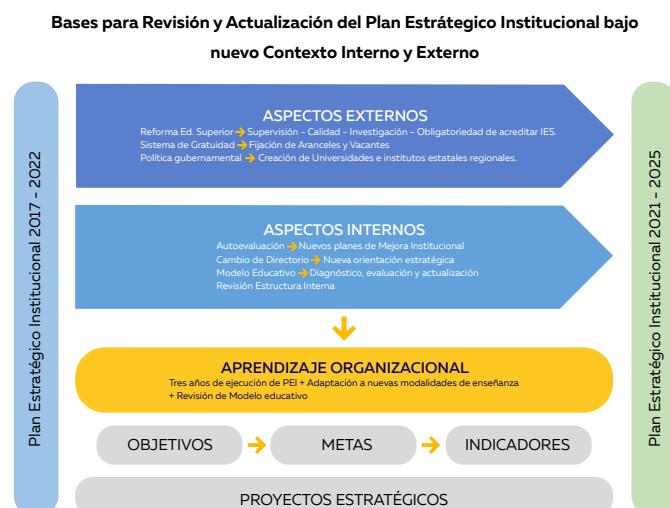 Bases para Revisión y Actualización del Plan Estrátegico Institucional bajo
nuevo Contexto Interno y Externo
Plan Estratégico Institucional 2017 - 2022
ASPECTOS EXTERNOS
Reforma Ed. Superior → Supervisión - Calidad - Investigación - Obligatoriedad de acreditar IES.
Sistema de Gratuidad → Fijación de Aranceles y Vacantes
Política gubernamental → Creación de Universidades e institutos estatales regionales.
ASPECTOS INTERNOS
Autoevaluación → Nuevos planes de Mejora Institucional
Cambio de Directorio → Nueva orientación estratégica
Modelo Educativo → Diagnóstico, evaluación y actualización
Revisión Estructura Interna
APRENDIZAJE ORGANIZACIONAL
Tres años de ejecución de PEI + Adaptación a nuevas modalidades de enseñanza
+ Revisión de Modelo educativo
OBJETIVOS → METAS → INDICADORES
PROYECTOS ESTRATÉGICOS
Plan Estratégico Institucional 2021 - 2025